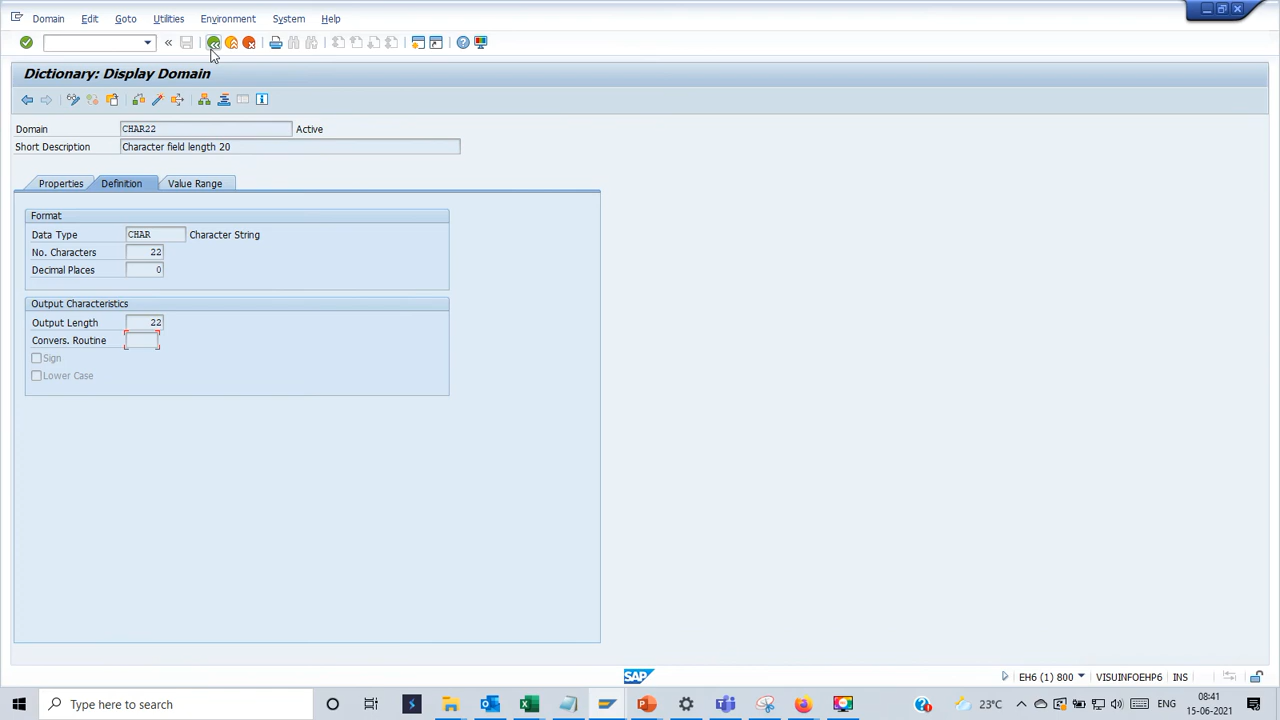 Domain Edit Goto Utilities Environment System Help
Dictionary: Display Domain
Domain CHAR22 Active
Short Description Character field length 20
Properties Definition Value Range
Format
Data Type CHAR Character String
No. Characters 22
Decimal Places 0
Output Characteristics
Output Length 22
Convers. Routine
Sign
Lower Case
SAP
EH6 (1) 800 VISUINFOEHP6 INS
Type here to search
23°C ENG
08:41
15-06-2021